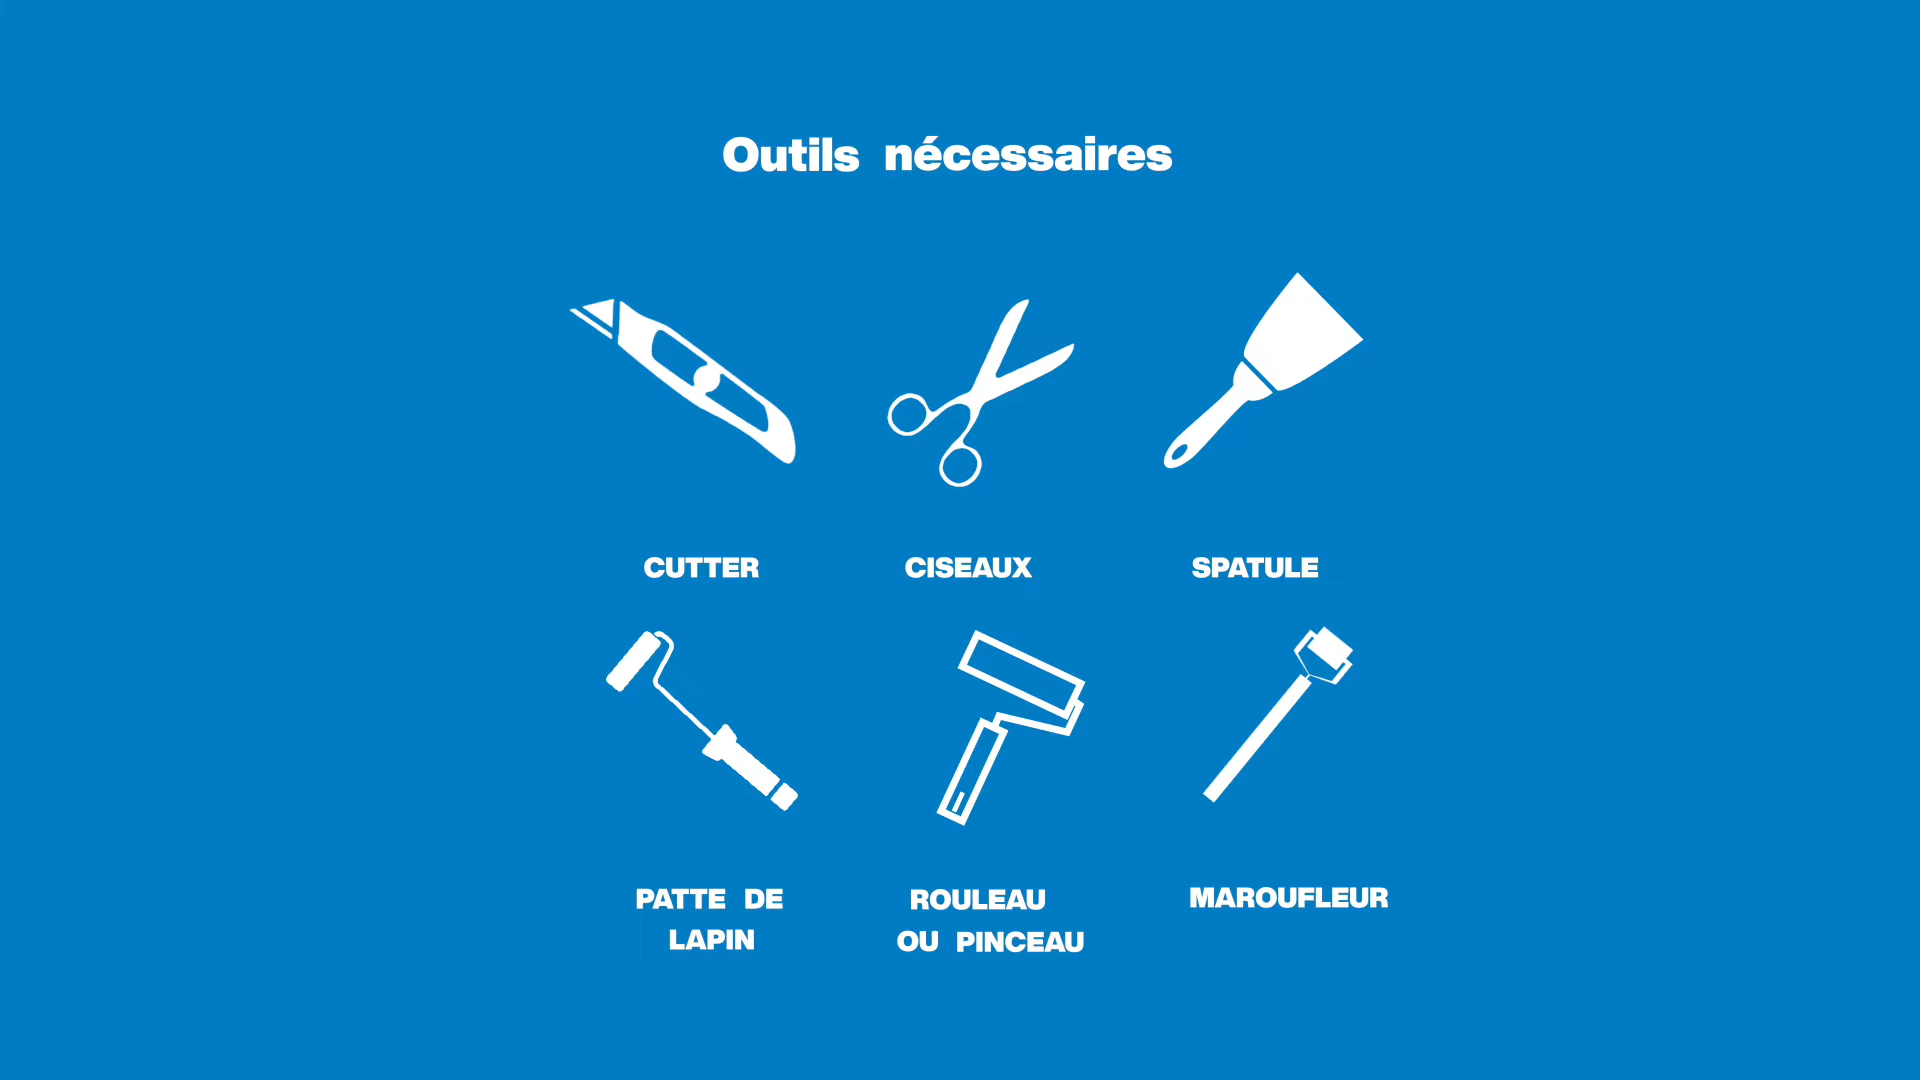 Outils nécessaires
CUTTER
CISEAUX
SPATULE
PATTE DE
LAPIN
ROULEAU
OU PINCEAU
MAROUFLEUR